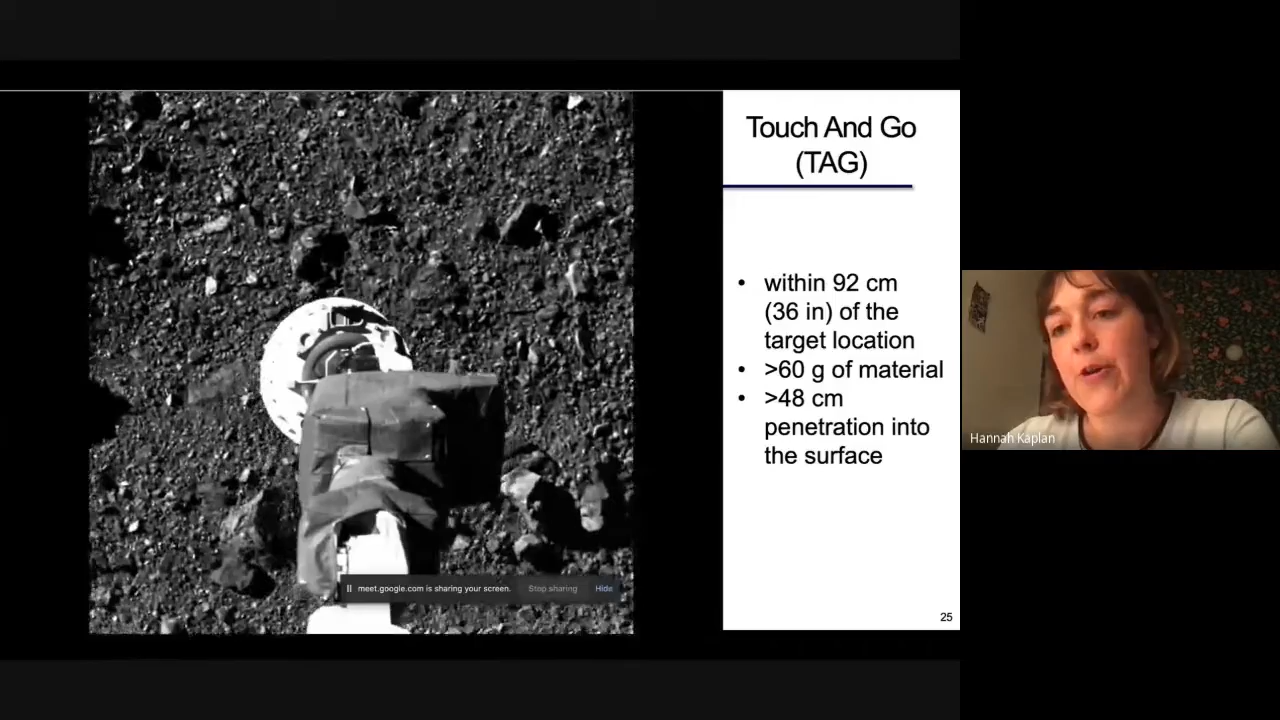 Touch And Go
(TAG)
• within 92 cm
(36 in) of the
target location
• >60 g of material
• >48 cm
penetration into
the surface
Hannah Kaplan
meet.google.com is sharing your screen.
Stop sharing
Hide
25